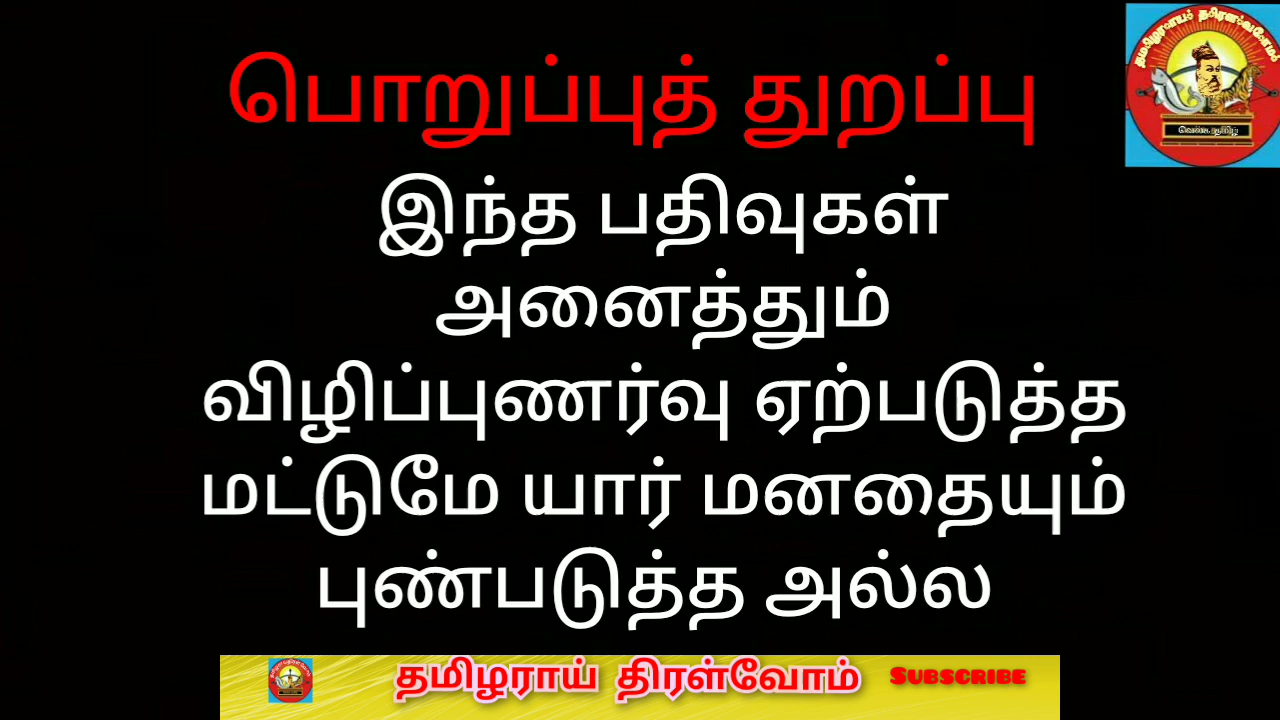 பொறுப்புத் துறப்பு
இந்த பதிவுகள்
அனைத்தும்
விழிப்புணர்வு ஏற்படுத்த
மட்டுமே யார் மனதையும்
புண்படுத்த அல்ல
தமிழராய் திரள்வோம் SUBSCRIBE